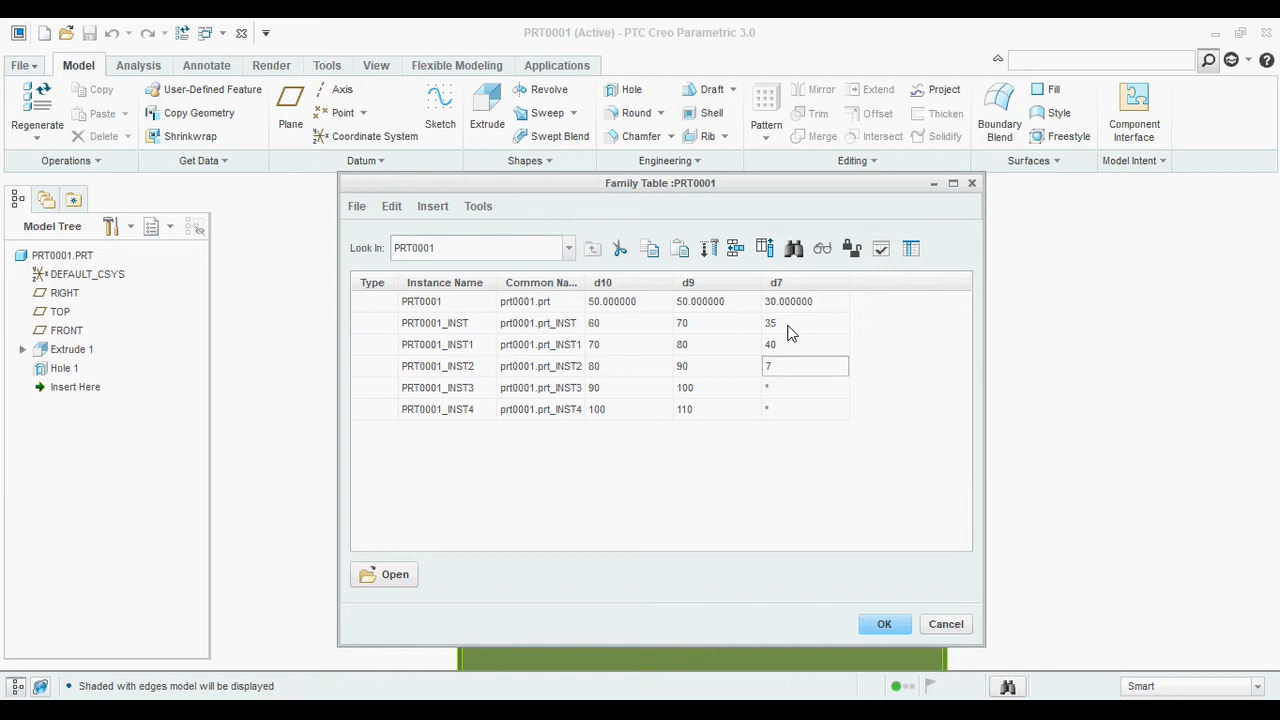 PRT0001 (Active) - PTC Creo Parametric 3.0
File Model Analysis Annotate Render Tools View Flexible Modeling Applications
Regenerate Copy Paste Delete
User-Defined Feature Copy Geometry Shrinkwrap
Plane Axis Point Coordinate System Sketch
Extrude Revolve Sweep Swept Blend
Hole Round Chamfer Draft Shell Rib
Pattern Mirror Trim Merge Extend Offset Intersect Project Thicken Solidify
Boundary Blend Fill Style Freestyle
Component Interface
Operations Get Data Datum Shapes Engineering Editing Surfaces Model Intent
Model Tree
PRT0001.PRT
DEFAULT_CSYS
RIGHT
TOP
FRONT
Extrude 1
Hole 1
Insert Here
Family Table :PRT0001
File Edit Insert Tools
Look In: PRT0001
Type Instance Name Common Na... d10 d9 d7
PRT0001 prt0001.prt 50.000000 50.000000 30.000000
PRT0001_INST prt0001.prt_INST 60 70 35
PRT0001_INST1 prt0001.prt_INST1 70 80 40
PRT0001_INST2 prt0001.prt_INST2 80 90 7
PRT0001_INST3 prt0001.prt_INST3 90 100 *
PRT0001_INST4 prt0001.prt_INST4 100 110 *
Open
OK Cancel
• Shaded with edges model will be displayed
Smart